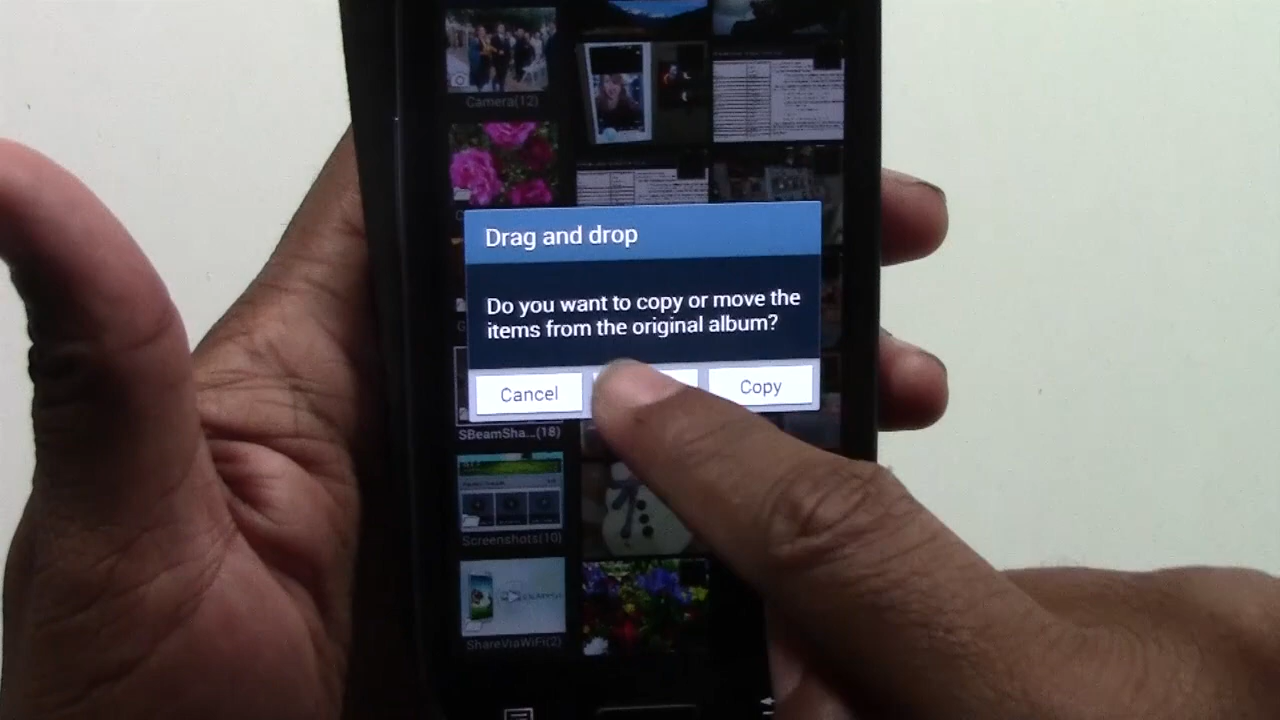 Camera(12)
Drag and drop
Do you want to copy or move the
items from the original album?
Cancel
Copy
SBeamSha...(18)
Screenshots(10)
ShareViaWiFi(2)